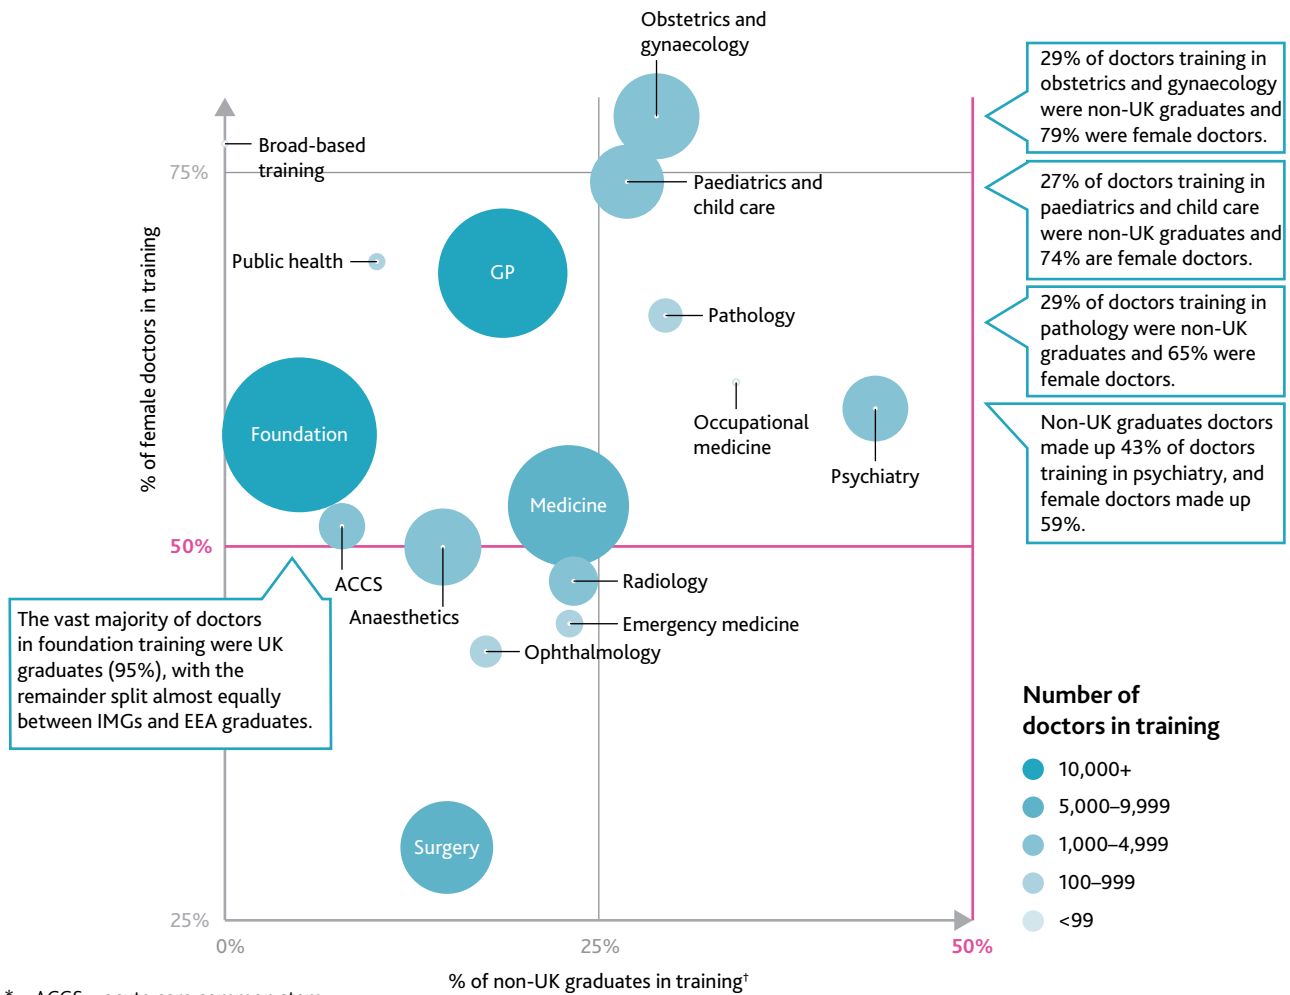 Obstetrics and
gynaecology
29% of doctors training in
obstetrics and gynaecology
were non-UK graduates and
79% were female doctors.
Broad-based
training
75%
Paediatrics and
child care
27% of doctors training in
paediatrics and child care
were non-UK graduates and
74% are female doctors.
Public health
GP
Pathology
29% of doctors training in
pathology were non-UK
graduates and 65% were
female doctors.
% of female doctors in training
Occupational
medicine
Psychiatry
Non-UK graduates doctors
made up 43% of doctors
training in psychiatry, and
female doctors made up
59%.
Foundation
Medicine
50%
ACCS
Anaesthetics
Radiology
Emergency medicine
Ophthalmology
The vast majority of doctors
in foundation training were UK
graduates (95%), with the
remainder split almost equally
between IMGs and EEA graduates.
Surgery
Number of
doctors in training
10,000+
5,000–9,999
1,000–4,999
100–999
<99
25%
0%
25%
50%
% of non-UK graduates in training†